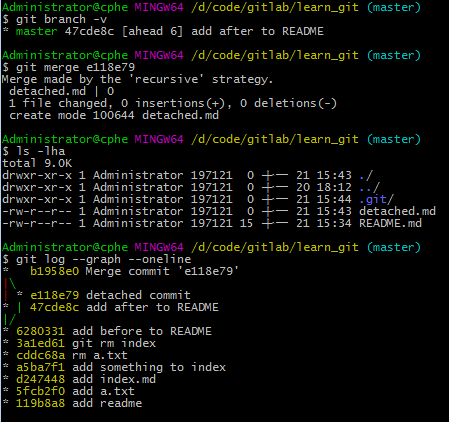 Administrator@cphe MINGW64 /d/code/gitlab/learn_git (master)
$ git branch -v
* master 47cde8c [ahead 6] add after to README
Administrator@cphe MINGW64 /d/code/gitlab/learn_git (master)
$ git merge e118e79
Merge made by the 'recursive' strategy.
 detached.md | 0
 1 file changed, 0 insertions(+), 0 deletions(-)
 create mode 100644 detached.md
Administrator@cphe MINGW64 /d/code/gitlab/learn_git (master)
$ ls -lha
total 9.0K
drwxr-xr-x 1 Administrator 197121  0 十一 21 15:43 ./
drwxr-xr-x 1 Administrator 197121  0 十一 20 18:12 ../
drwxr-xr-x 1 Administrator 197121  0 十一 21 15:44 .git/
-rw-r--r-- 1 Administrator 197121  0 十一 21 15:43 detached.md
-rw-r--r-- 1 Administrator 197121 15 十一 21 15:34 README.md
Administrator@cphe MINGW64 /d/code/gitlab/learn_git (master)
$ git log --graph --oneline
*   b1958e0 Merge commit 'e118e79'
|\
| * e118e79 detached commit
* | 47cde8c add after to README
|/
* 6280331 add before to README
* 3a1ed61 git rm index
* cddc68a rm a.txt
* a5ba7f1 add something to index
* d247448 add index.md
* 5fcb2f0 add a.txt
* 119b8a8 add readme